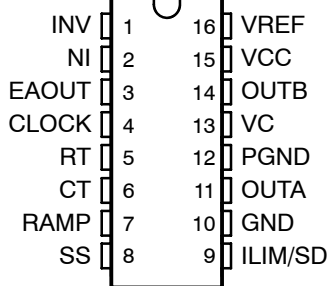 INV 1 16 VREF
NI 2 15 VCC
EAOUT 3 14 OUTB
CLOCK 4 13 VC
RT 5 12 PGND
CT 6 11 OUTA
RAMP 7 10 GND
SS 8 9 ILIM/SD